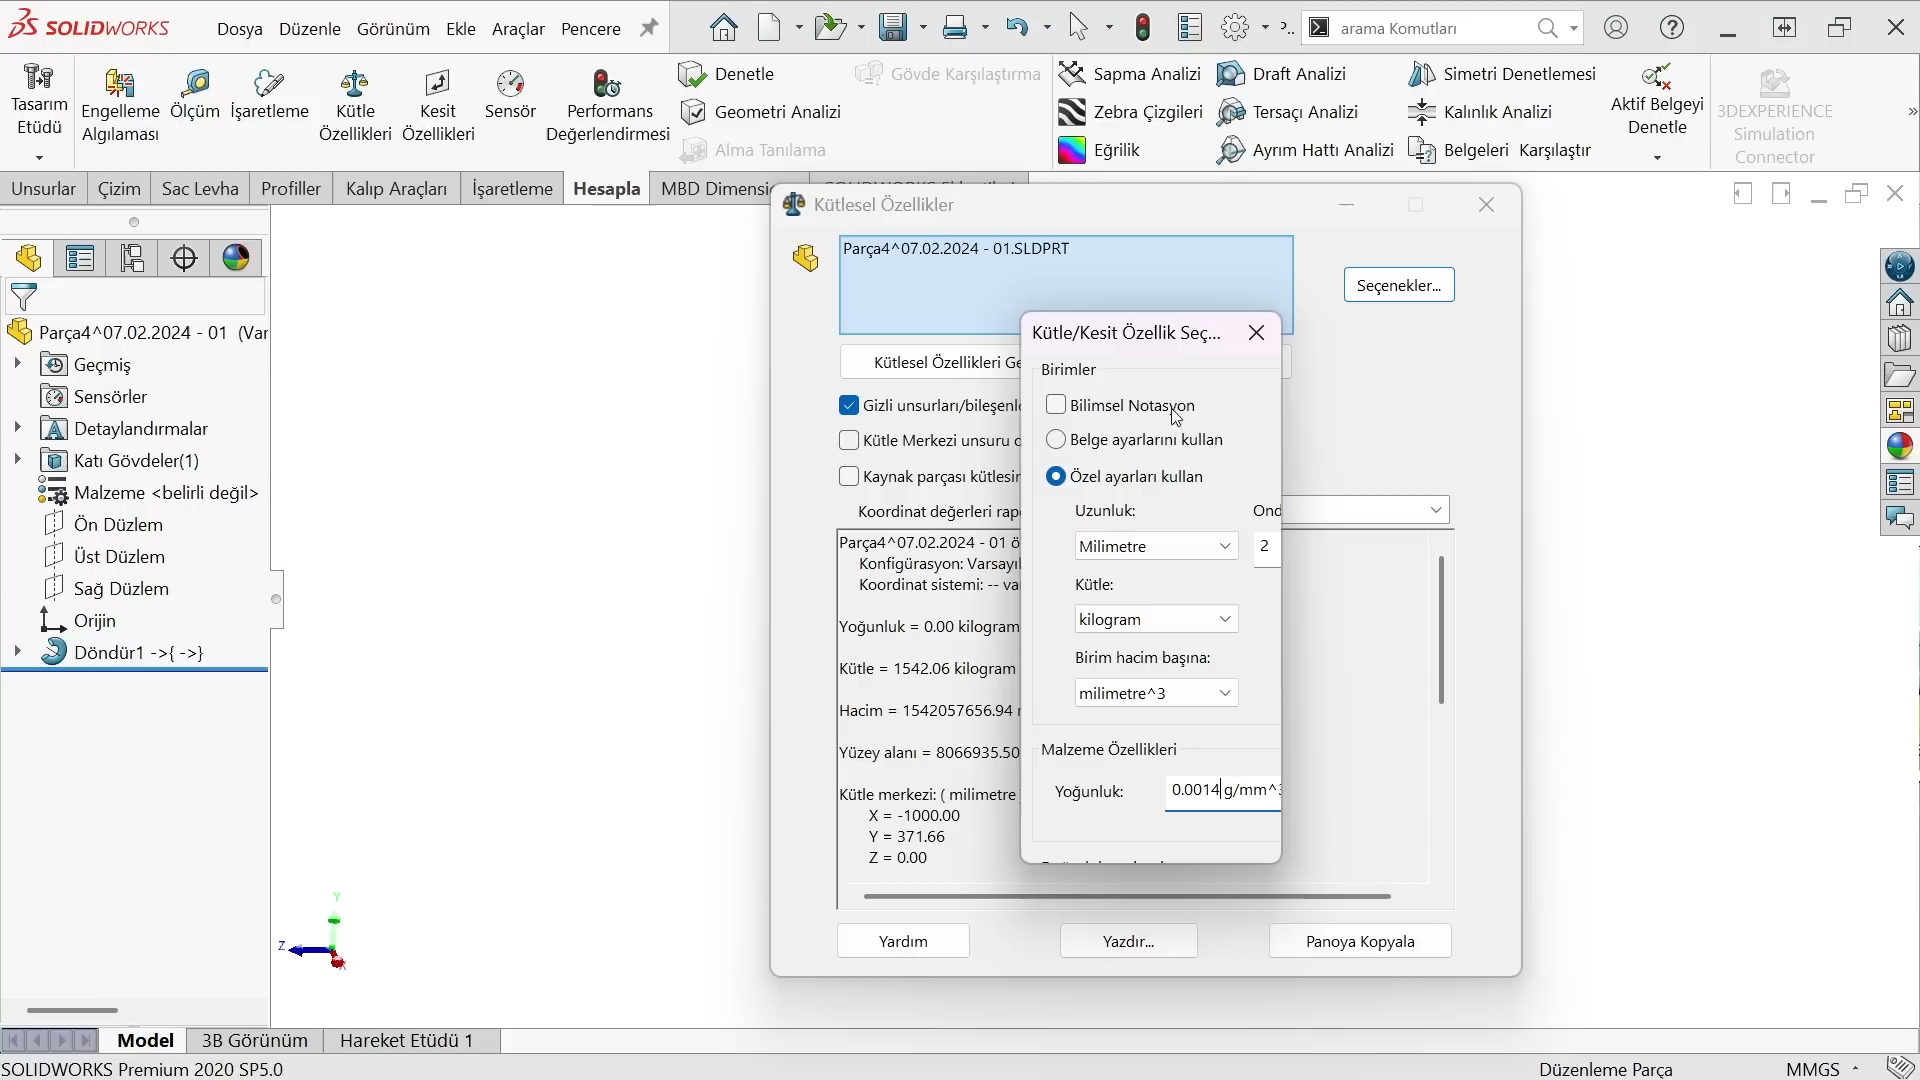 SOLIDWORKS
Dosya Düzenle Görünüm Ekle Araçlar Pencere
arama Komutları
Tasarım Etüdü
Engelleme Algılaması
Ölçüm
İşaretleme
Kütle Özellikleri
Kesit Özellikleri
Sensör
Performans Değerlendirmesi
Denetle
Geometri Analizi
Alma Tanılama
Gövde Karşılaştırma
Sapma Analizi
Zebra Çizgileri
Eğrilik
Draft Analizi
Tersaçı Analizi
Ayrım Hattı Analizi
Simetri Denetlemesi
Kalınlık Analizi
Belgeleri Karşılaştır
Aktif Belgeyi Denetle
3DEXPERIENCE
Simulation
Connector
Unsurlar Çizim Sac Levha Profiller Kalıp Araçları İşaretleme Hesapla MBD Dimensi
Parça4^07.02.2024 - 01 (Var
Geçmiş
Sensörler
Detaylandırmalar
Katı Gövdeler(1)
Malzeme <belirli değil>
Ön Düzlem
Üst Düzlem
Sağ Düzlem
Orijin
Döndür1 ->{ ->}
Y
Z
Kütlesel Özellikler
Parça4^07.02.2024 - 01.SLDPRT
Seçenekler...
Kütlesel Özellikleri Ge
Gizli unsurları/bileşenle
Kütle Merkezi unsuru o
Kaynak parçası kütlesin
Koordinat değerleri rapo
Parça4^07.02.2024 - 01 ö
Konfigürasyon: Varsayıl
Koordinat sistemi: -- va
Yoğunluk = 0.00 kilogram
Kütle = 1542.06 kilogram
Hacim = 1542057656.94 m
Yüzey alanı = 8066935.50
Kütle merkezi: ( milimetre
X = -1000.00
Y = 371.66
Z = 0.00
Yardım
Yazdır...
Panoya Kopyala
Kütle/Kesit Özellik Seç...
Birimler
Bilimsel Notasyon
Belge ayarlarını kullan
Özel ayarları kullan
Uzunluk: Ond
Milimetre 2
Kütle:
kilogram
Birim hacim başına:
milimetre^3
Malzeme Özellikleri
Yoğunluk: 0.0014g/mm^3
Model 3B Görünüm Hareket Etüdü 1
SOLIDWORKS Premium 2020 SP5.0
Düzenleme Parça
MMGS